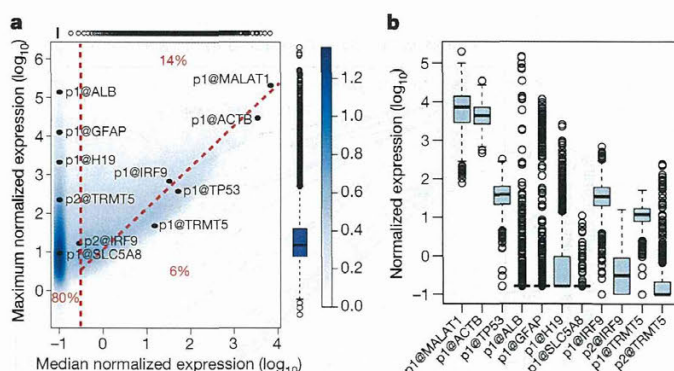 a
b
14%
Maximum normalized expression (log10)
6
5
4
3
2
1
0
p1@MALAT1
p1@ALB
p1@ACTB
p1@GFAP
p1@H19
p1@IRF9
p1@TP53
p2@TRMT5
p1@TRMT5
p2@IRF9
p1@SLC5A8
6%
80%
-1 0 1 2 3 4
Median normalized expression (log10)
1.2
1.0
0.8
0.6
0.4
0.2
0.0
Normalized expression (log10)
5
4
3
2
1
0
-1
p1@MALAT1
p1@ACTB
p1@TP53
p1@ALB
p1@GFAP
p1@H19
p1@SLC5A8
p1@IRF9
p2@IRF9
p1@TRMT5
p2@TRMT5